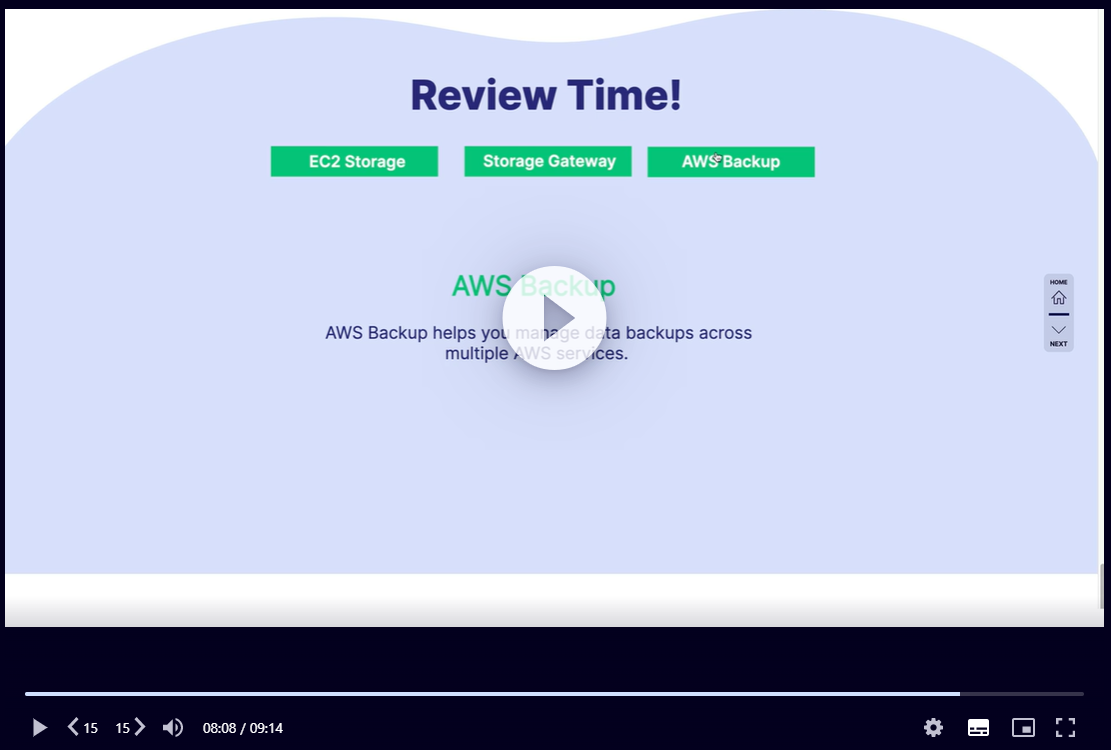 Review Time!
EC2 Storage
Storage Gateway
AWS Backup
AWS Backup
AWS Backup helps you manage data backups across
multiple AWS services.
HOME
NEXT
15
15
08:08 / 09:14